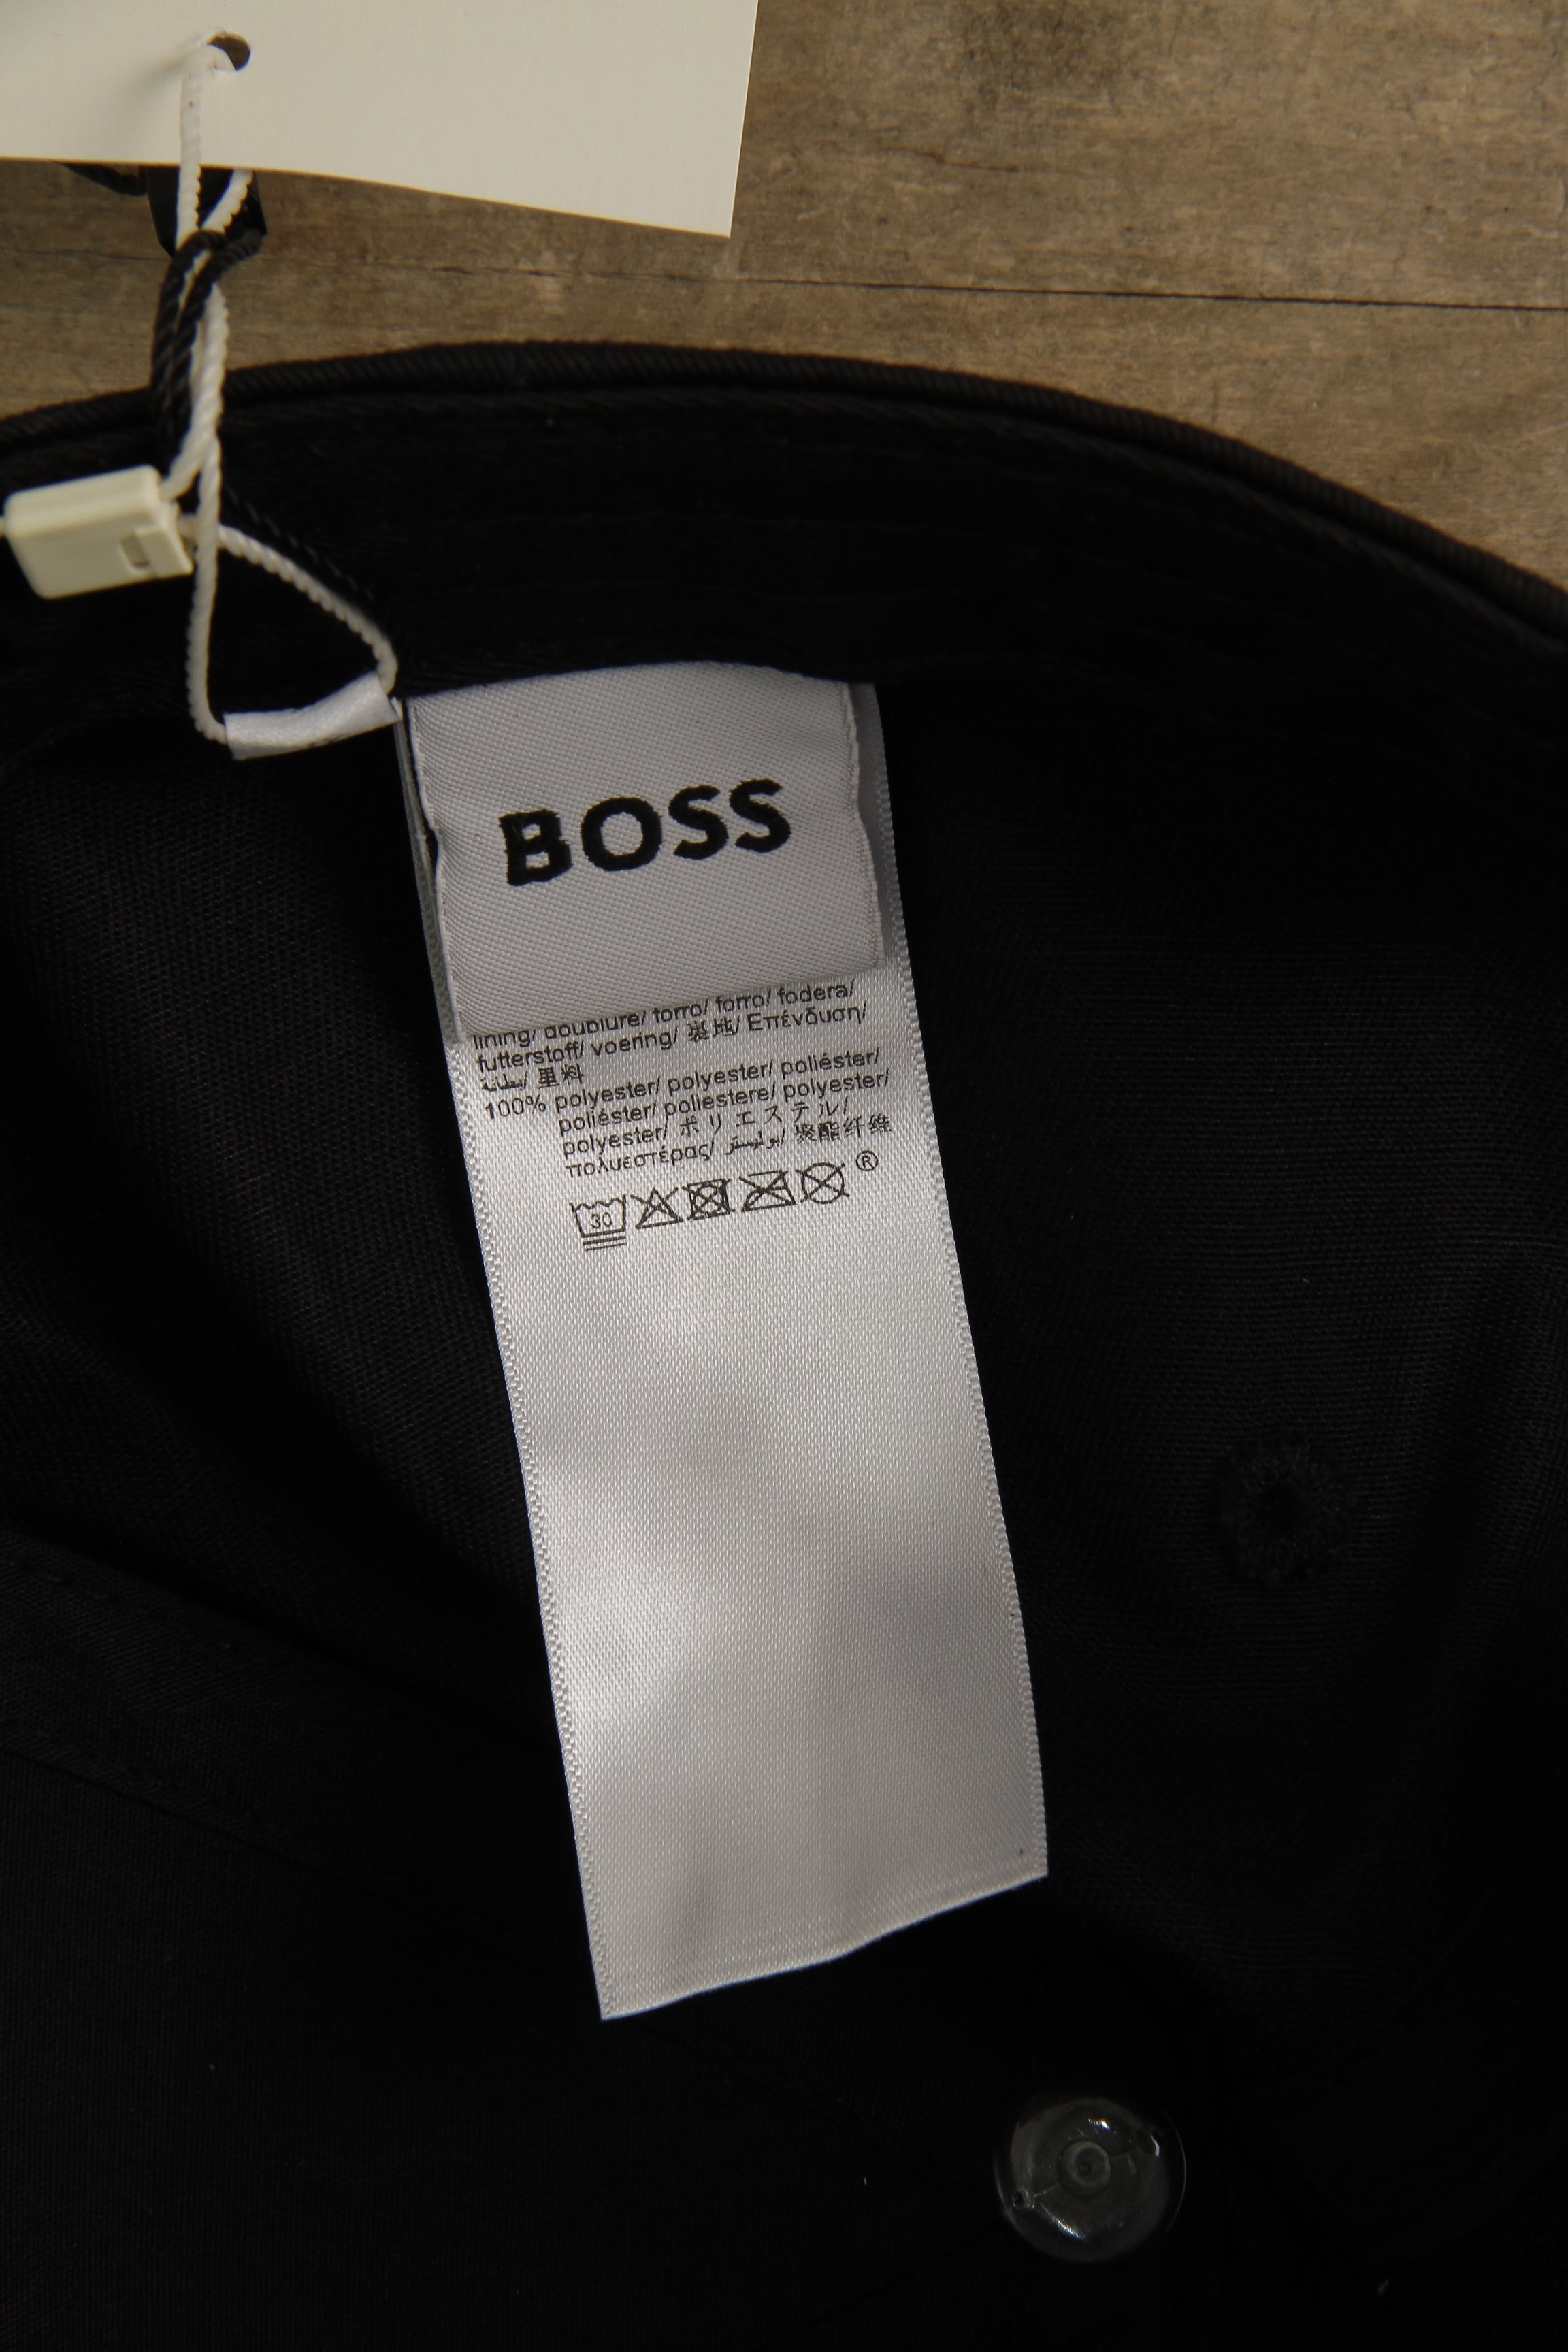 BOSS
lining/ doublure/ forro/ forro/ fodera/
futterstoff/ voering/ 裏地/ Επένδυση/
بطانة/ 里料
100% polyester/ polyester/ poliéster/
poliéster/ poliestere/ polyester/
polyester/ ポリエステル/
πολυεστέρας/ بوليستر/ 聚酯纤维
®
30